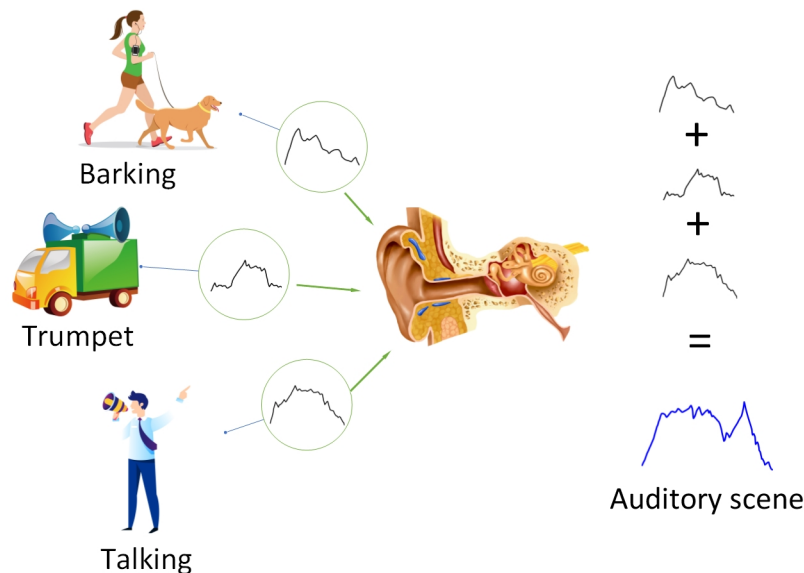 Barking
Trumpet
Talking
+
+
=
Auditory scene